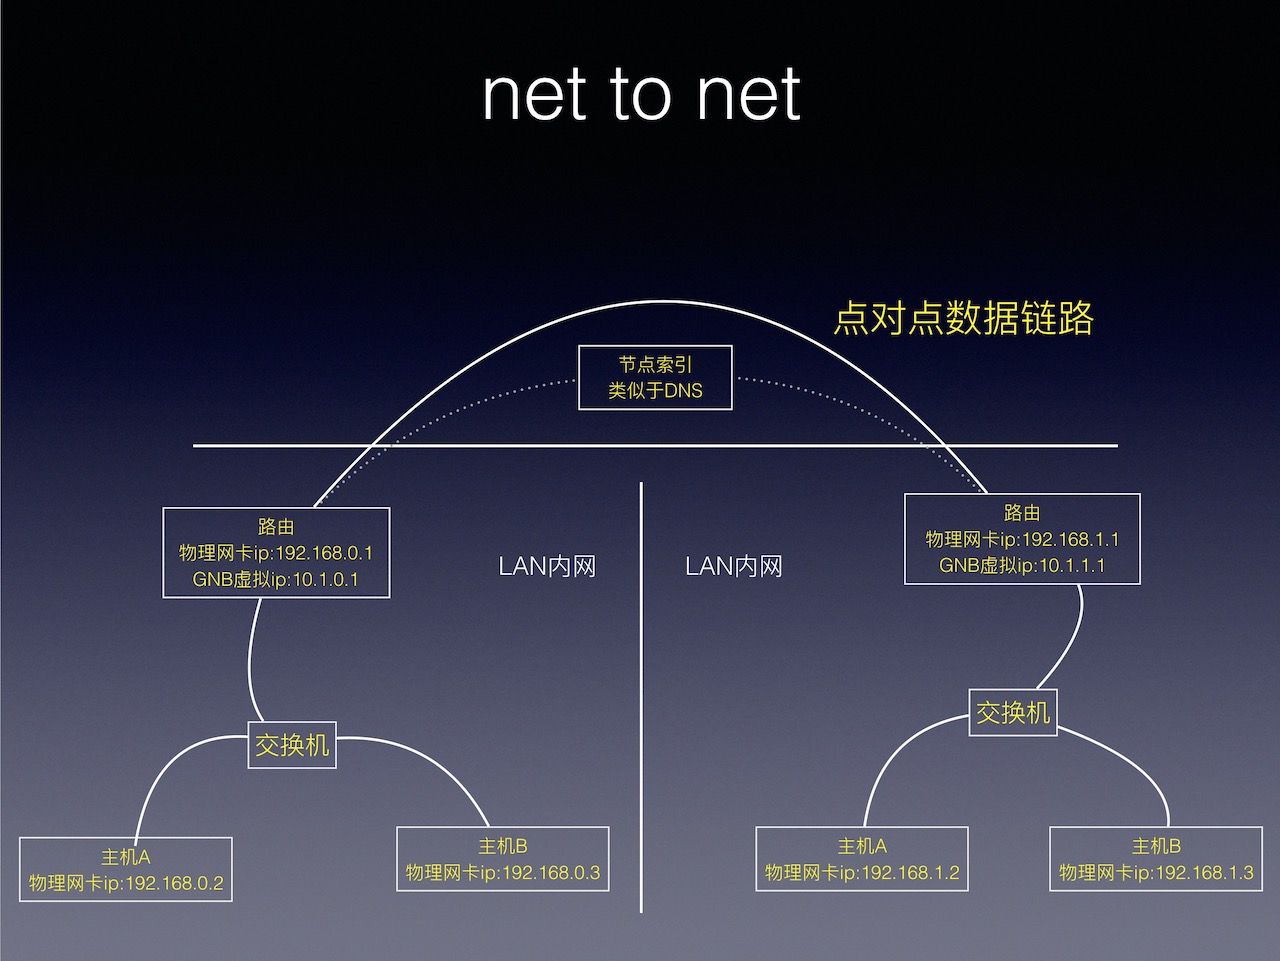 net to net
点对点数据链路
节点索引
类似于DNS
路由
物理网卡ip:192.168.0.1
GNB虚拟ip:10.1.0.1
LAN内网
LAN内网
路由
物理网卡ip:192.168.1.1
GNB虚拟ip:10.1.1.1
交换机
交换机
主机A
物理网卡ip:192.168.0.2
主机B
物理网卡ip:192.168.0.3
主机A
物理网卡ip:192.168.1.2
主机B
物理网卡ip:192.168.1.3